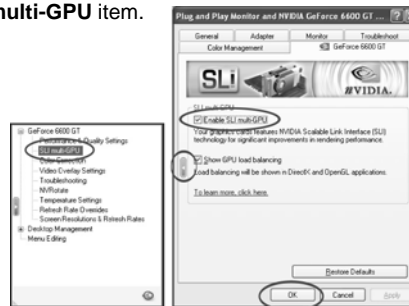 multi-GPU item.
Plug and Play Monitor and NVIDIA GeForce 6600 GT ...
General Adapter Monitor Troubleshoot
Color Management GeForce 6600 GT
SLI
NVIDIA.
SLI multi-GPU
Enable SLI multi-GPU
Your graphics cards features NVIDIA Scalable Link Interface (SLI)
technology for significant improvements in rendering performance.
Show GPU load balancing
Load balancing will be shown in DirectX and OpenGL applications.
To learn more, click here.
Restore Defaults
OK Cancel Apply
GeForce 6600 GT
Performance & Quality Settings
SLI multi-GPU
Color Correction
Video Overlay Settings
Troubleshooting
NVRotate
Temperature Settings
Refresh Rate Overrides
Screen Resolutions & Refresh Rates
Desktop Management
Menu Editing